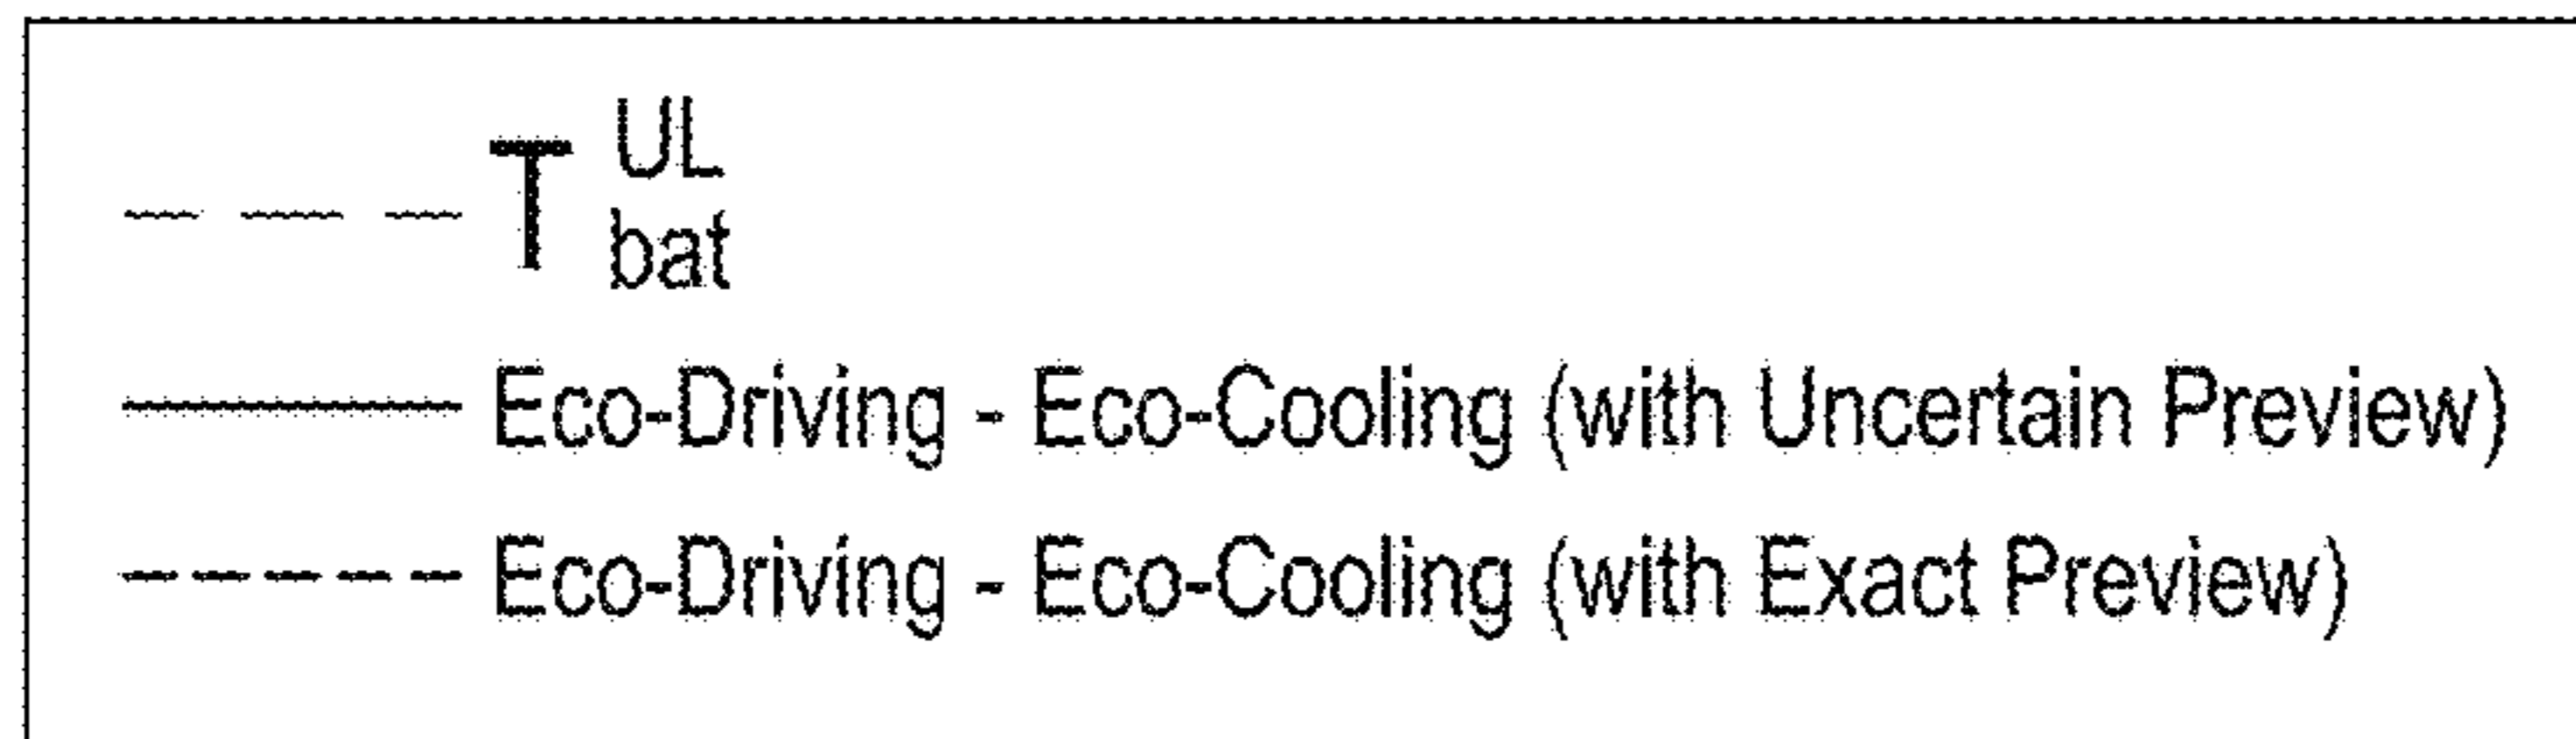 T UL bat
Eco-Driving - Eco-Cooling (with Uncertain Preview)
Eco-Driving - Eco-Cooling (with Exact Preview)